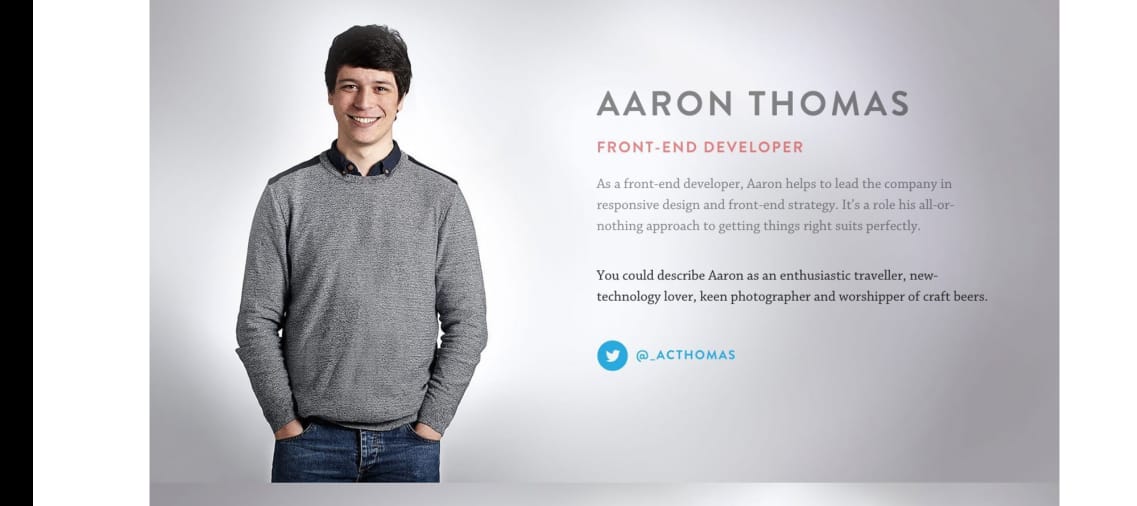 AARON THOMAS
FRONT-END DEVELOPER
As a front-end developer, Aaron helps to lead the company in
responsive design and front-end strategy. It's a role his all-or-
nothing approach to getting things right suits perfectly.
You could describe Aaron as an enthusiastic traveller, new-
technology lover, keen photographer and worshipper of craft beers.
@_ACTHOMAS